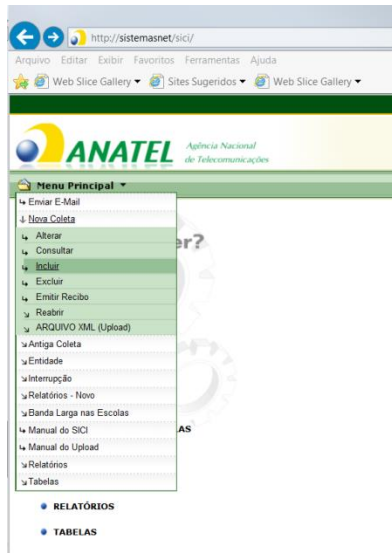 http://sistemasnet/sici/
Arquivo Editar Exibir Favoritos Ferramentas Ajuda
Web Slice Gallery Sites Sugeridos Web Slice Gallery
ANATEL
Agência Nacional
de Telecomunicações
Menu Principal
Enviar E-Mail
Nova Coleta
Alterar
er?
Consultar
Incluir
Excluir
Emitir Recibo
Reabrir
ARQUIVO XML (Upload)
Antiga Coleta
Entidade
Interrupção
Relatórios - Novo
Banda Larga nas Escolas
Manual do SICI
AS
Manual do Upload
Relatórios
Tabelas
RELATÓRIOS
TABELAS